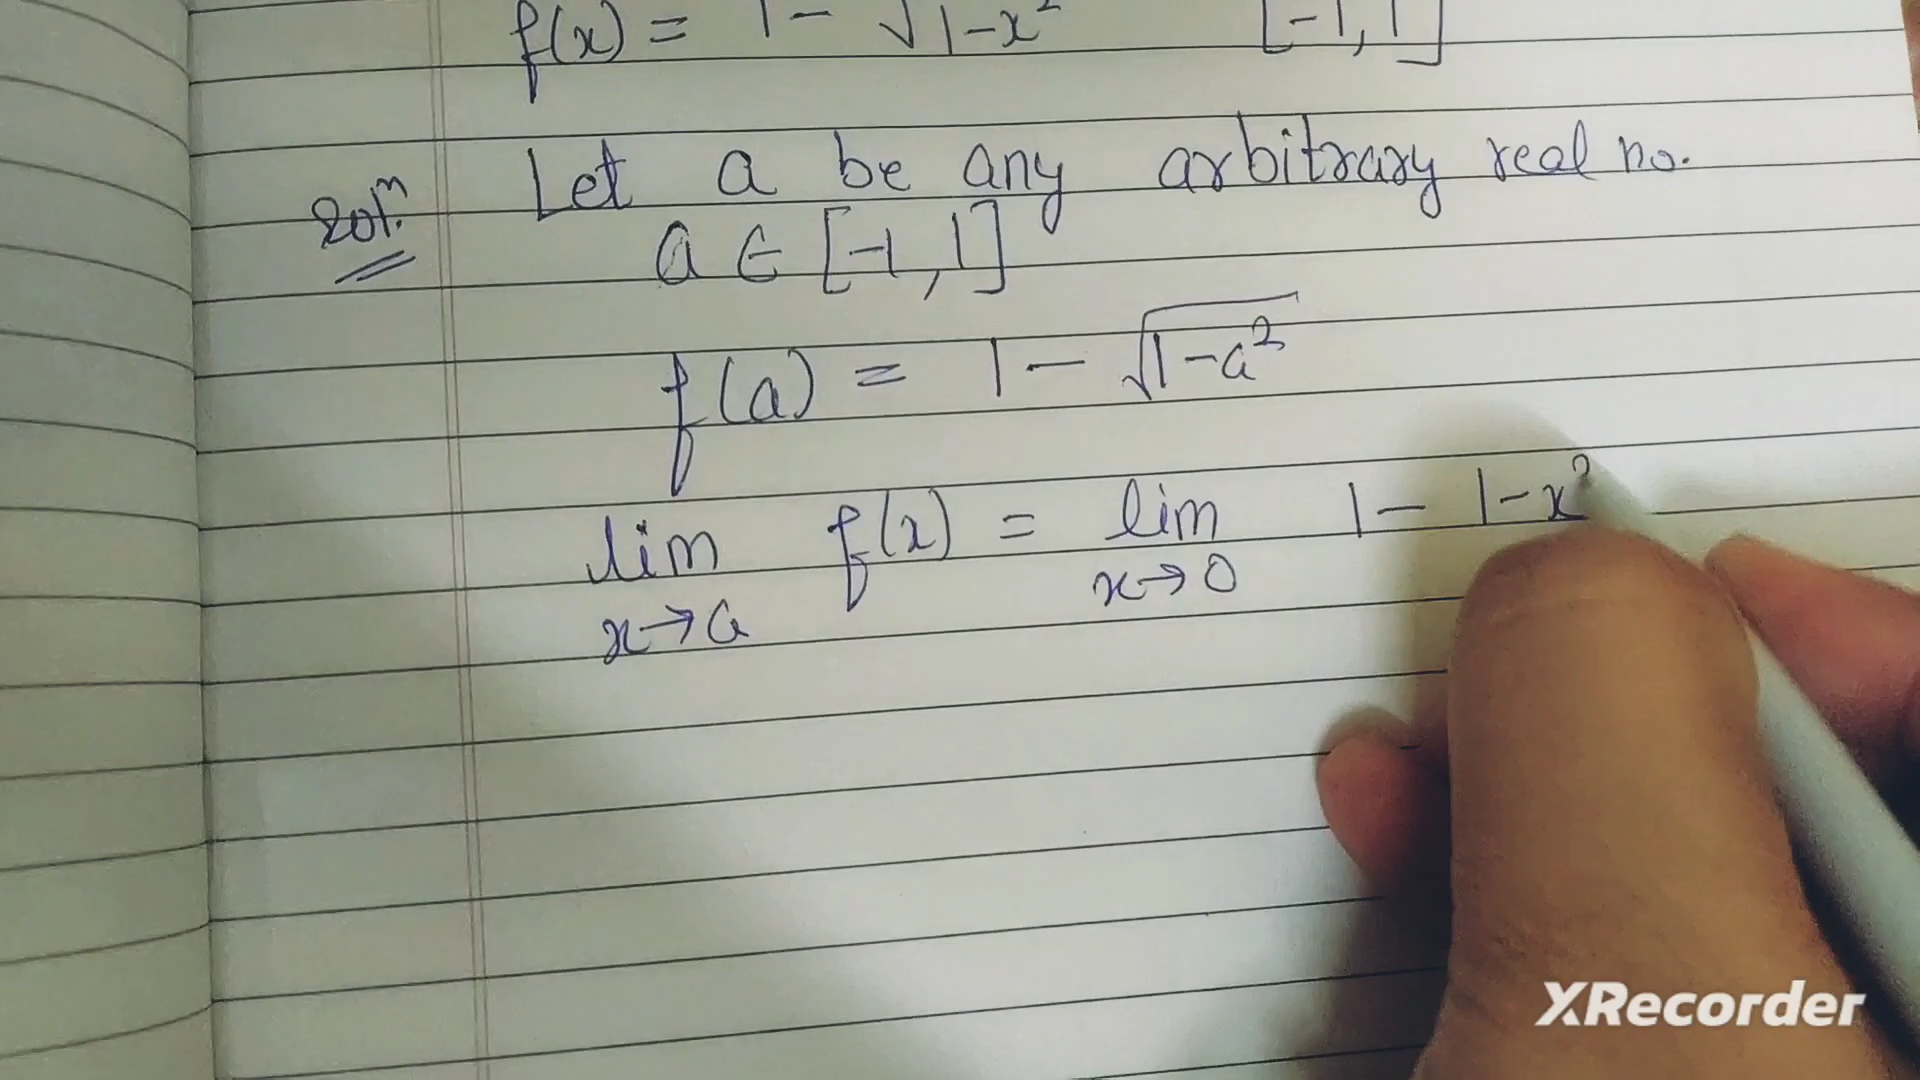 f(x) = 1 - √1-x² [-1, 1]
Solⁿ. Let a be any arbitrary real no.
a ∈ [-1, 1]
f(a) = 1 - √1-a²
lim f(x) = lim 1 - 1-x²
x→a x→0
XRecorder